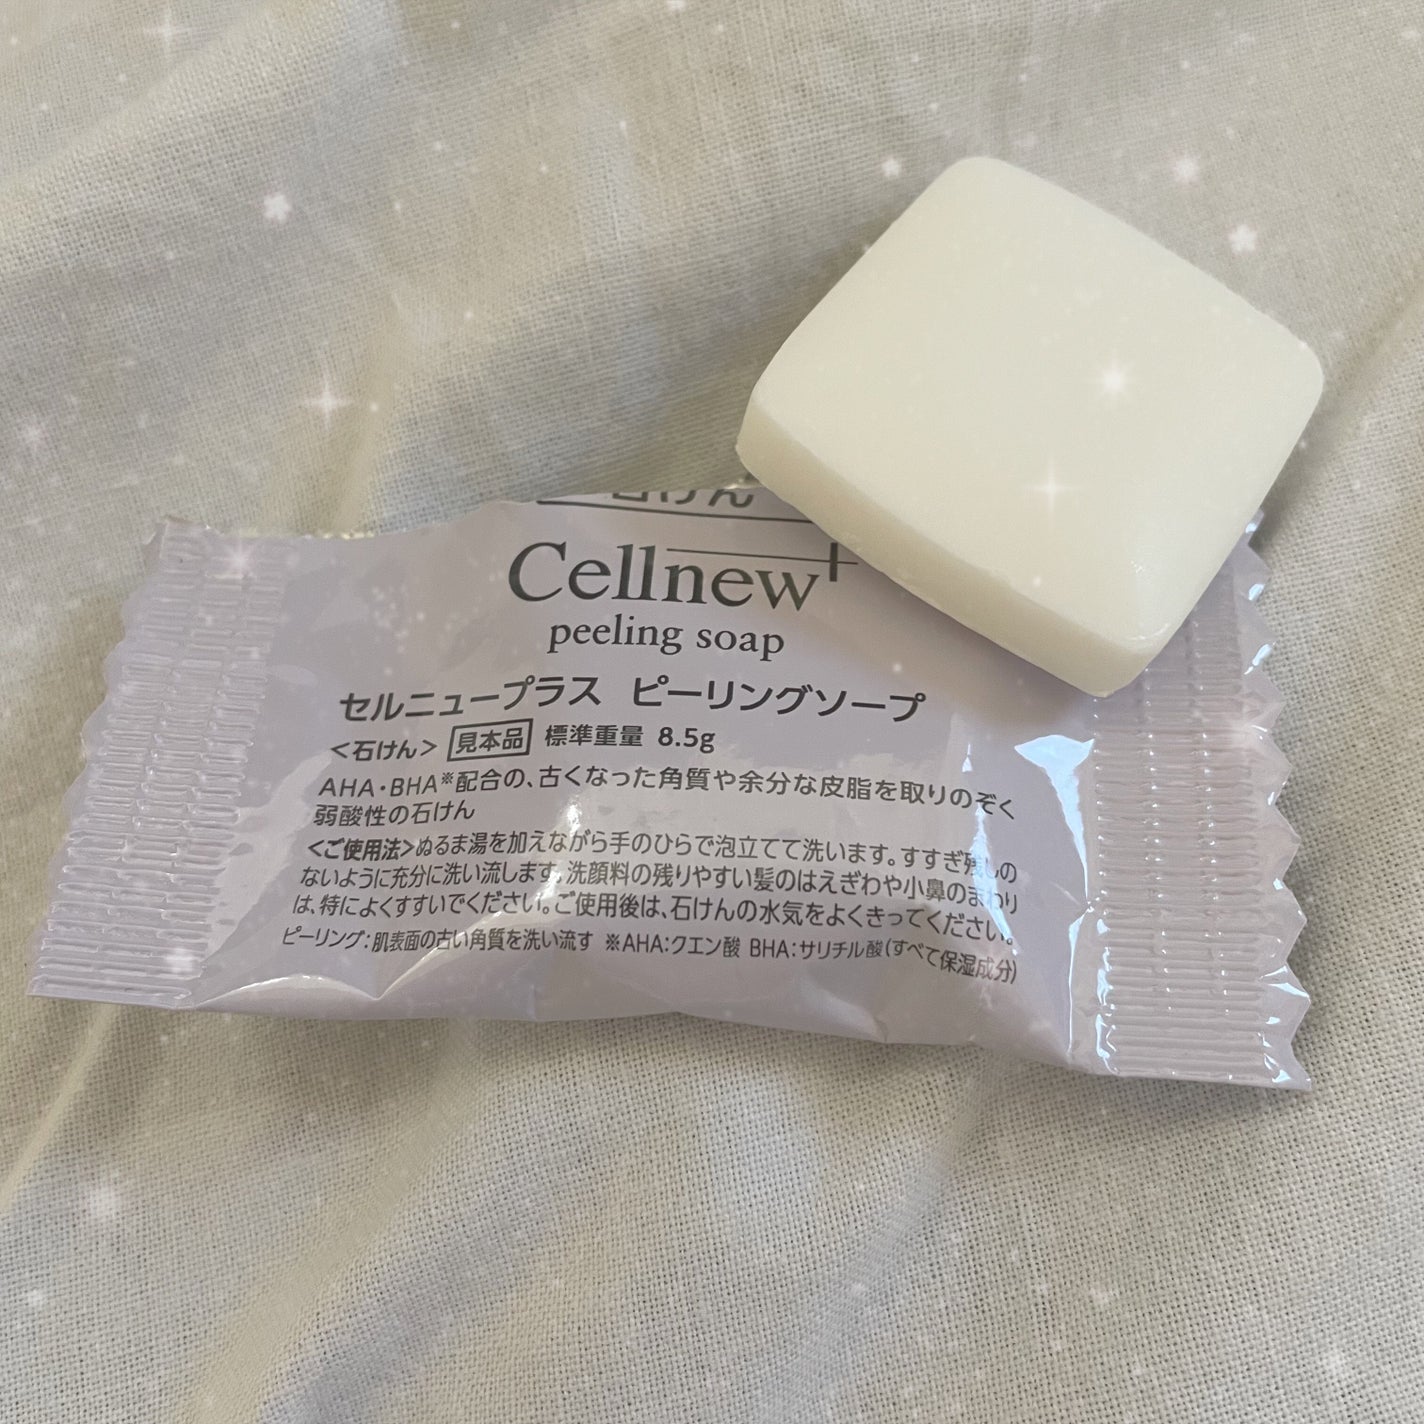 石けん
Cellnew+
peeling soap
セルニュープラス ピーリングソープ
<石けん> 見本品 標準重量 8.5g
AHA・BHA※配合の、古くなった角質や余分な皮脂を取りのぞく
弱酸性の石けん
<ご使用法>ぬるま湯を加えながら手のひらで泡立てて洗います。すすぎ残しの
ないように充分に洗い流します。洗顔料の残りやすい髪のはえぎわや小鼻のまわり
は、特によくすすいでください。ご使用後は、石けんの水気をよくきってください。
ピーリング:肌表面の古い角質を洗い流す ※AHA:クエン酸 BHA:サリチル酸(すべて保湿成分)